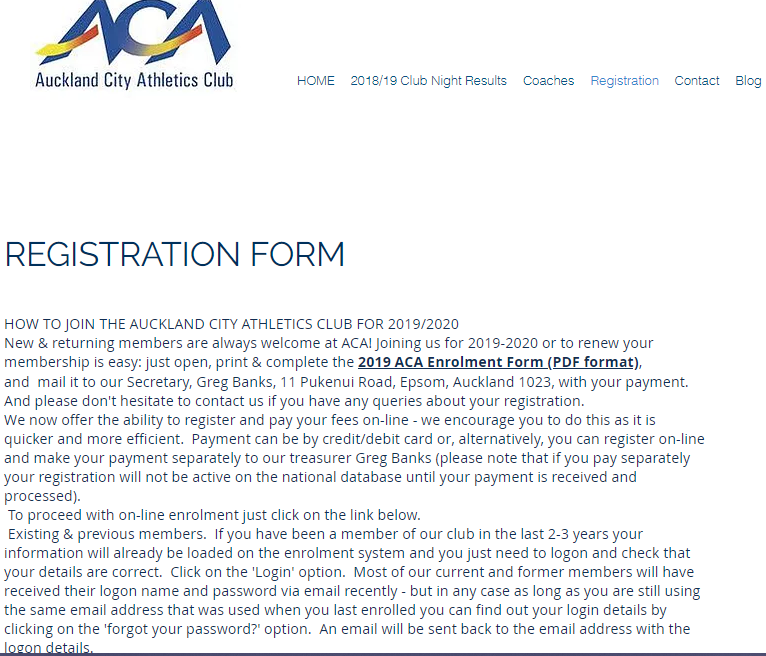 ACA
Auckland City Athletics Club
HOME 2018/19 Club Night Results Coaches Registration Contact Blog
REGISTRATION FORM
HOW TO JOIN THE AUCKLAND CITY ATHLETICS CLUB FOR 2019/2020
New & returning members are always welcome at ACA! Joining us for 2019-2020 or to renew your
membership is easy: just open, print & complete the 2019 ACA Enrolment Form (PDF format),
and  mail it to our Secretary, Greg Banks, 11 Pukenui Road, Epsom, Auckland 1023, with your payment.
And please don't hesitate to contact us if you have any queries about your registration.
We now offer the ability to register and pay your fees on-line - we encourage you to do this as it is
quicker and more efficient.  Payment can be by credit/debit card or, alternatively, you can register on-line
and make your payment separately to our treasurer Greg Banks (please note that if you pay separately
your registration will not be active on the national database until your payment is received and
processed).
To proceed with on-line enrolment just click on the link below.
Existing & previous members.  If you have been a member of our club in the last 2-3 years your
information will already be loaded on the enrolment system and you just need to logon and check that
your details are correct.  Click on the 'Login' option.  Most of our current and former members will have
received their logon name and password via email recently - but in any case as long as you are still using
the same email address that was used when you last enrolled you can find out your login details by
clicking on the 'forgot your password?' option.  An email will be sent back to the email address with the
logon details.